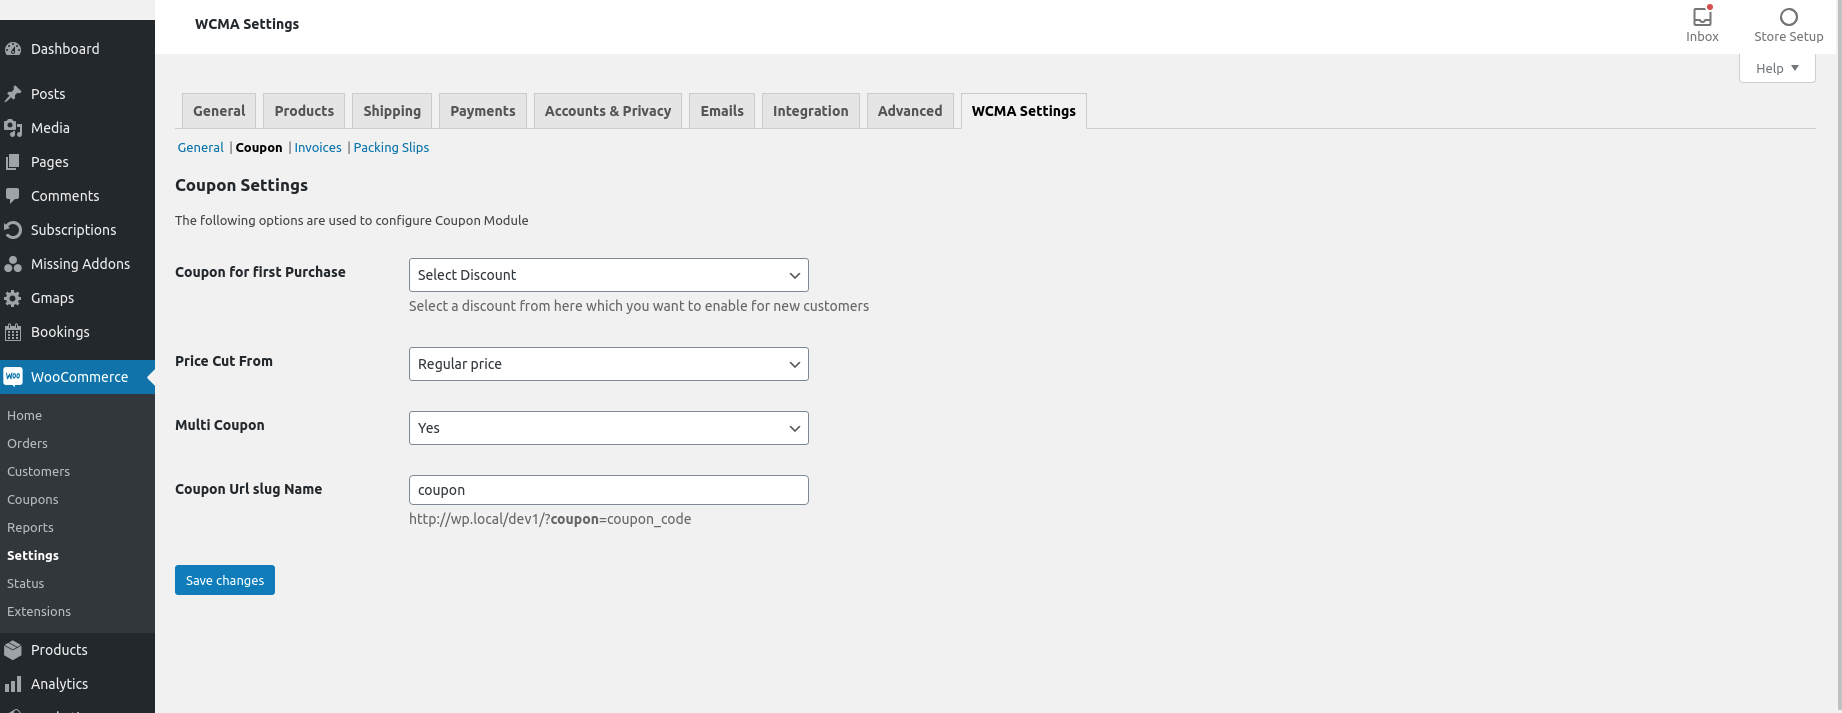 WCMA Settings
Inbox
Store Setup
Help
Dashboard
Posts
Media
Pages
Comments
Subscriptions
Missing Addons
Gmaps
Bookings
woo
WooCommerce
Home
Orders
Customers
Coupons
Reports
Settings
Status
Extensions
Products
Analytics
General Products Shipping Payments Accounts & Privacy Emails Integration Advanced WCMA Settings
General | Coupon | Invoices | Packing Slips
Coupon Settings
The following options are used to configure Coupon Module
Coupon for first Purchase
Select Discount
Select a discount from here which you want to enable for new customers
Price Cut From
Regular price
Multi Coupon
Yes
Coupon Url slug Name
coupon
http://wp.local/dev1/?coupon=coupon_code
Save changes